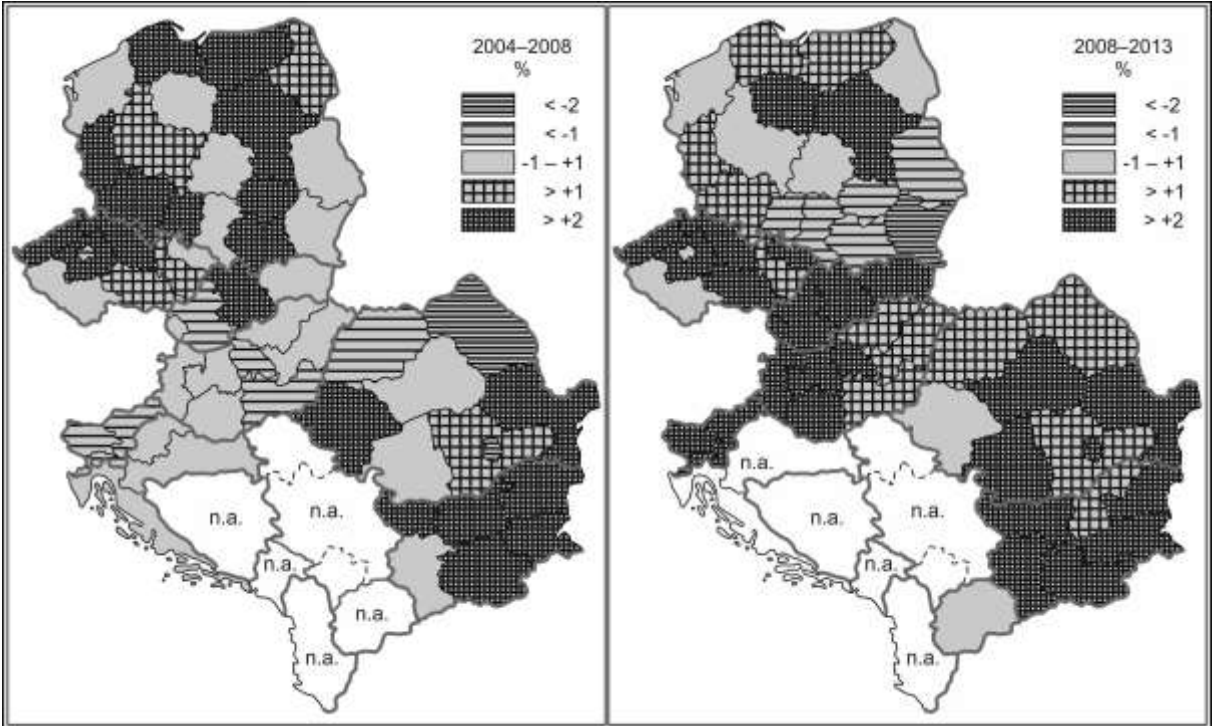 2004–2008
%
< -2
< -1
-1 – +1
> +1
> +2
n.a.
n.a.
n.a.
n.a.
n.a.
2008–2013
%
< -2
< -1
-1 – +1
> +1
> +2
n.a.
n.a.
n.a.
n.a.
n.a.